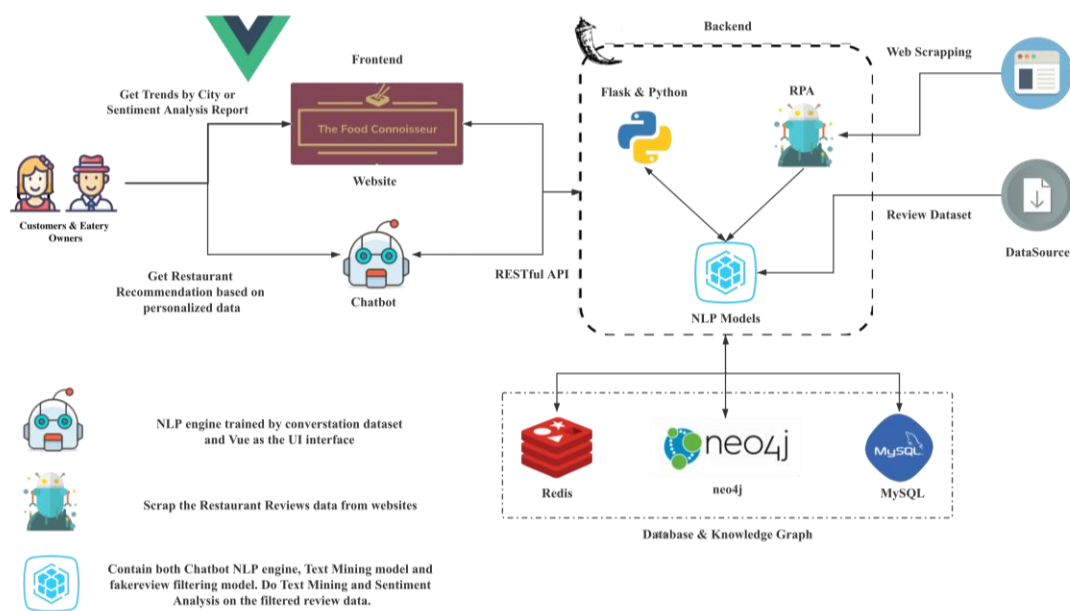 Backend
Frontend
Web Scrapping
Get Trends by City or
Sentiment Analysis Report
Flask & Python
RPA
The Food Connoisseur
Website
Customers & Eatery
Owners
Review Dataset
DataSource
Get Restaurant
Recommendation based on
personalized data
Chatbot
RESTful API
NLP Models
NLP engine trained by converstation dataset
and Vue as the UI interface
neo4j
MySQL
Redis
neo4j
MySQL
Scrap the Restaurant Reviews data from websites
Database & Knowledge Graph
Contain both Chatbot NLP engine, Text Mining model and
fakereview filtering model. Do Text Mining and Sentiment
Analysis on the filtered review data.